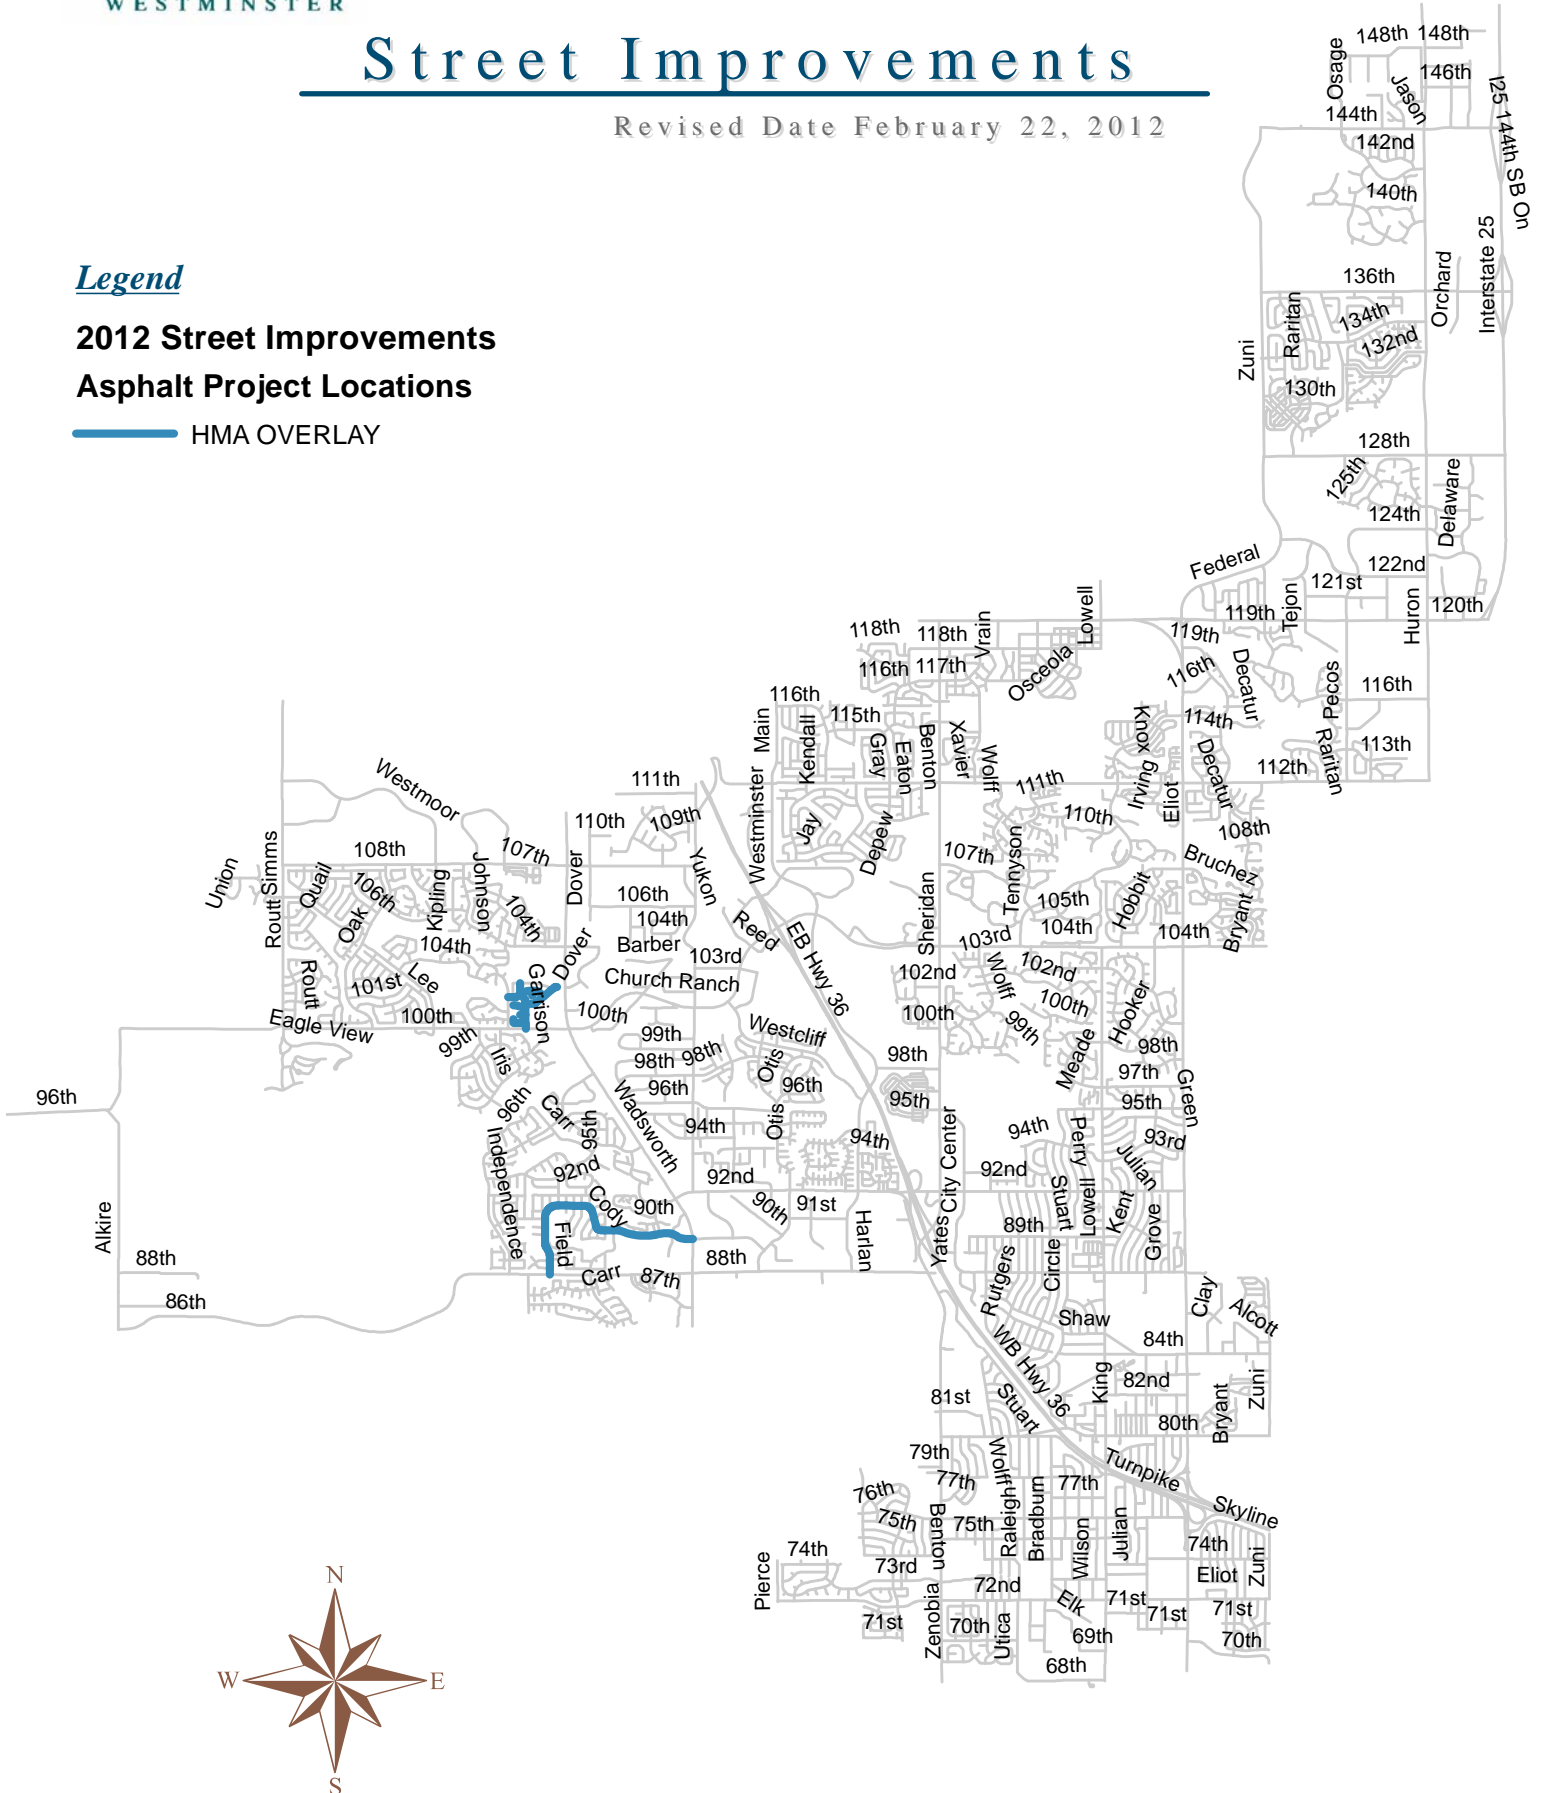 WESTMINSTER
Street Improvements
Revised Date February 22, 2012
Legend
2012 Street Improvements
Asphalt Project Locations
HMA OVERLAY
148th 148th
Osage
146th
Jason
I25 144th SB On
144th
142nd
140th
136th
Orchard
Interstate 25
Raritan
134th
132nd
Zuni
130th
128th
125th
124th
Delaware
Federal
122nd
121st
Tejon
119th
Huron
120th
118th
118th
Vrain
Lowell
119th
116th
117th
Osceola
116th
Decatur
Pecos
116th
116th
Main
Kendall
115th
Gray
Eaton
Benton
Xavier
Wolff
Knox
114th
Raritan
113th
Irving
Decatur
112th
Westmoor
111th
Westminster
111th
Eliot
110th
109th
Jay
Depew
110th
108th
108th
107th
Dover
Yukon
107th
Tennyson
Bruchez
Union
Simms
Routt
Quail
106th
Oak
Kipling
Johnson
104th
106th
104th
Reed
Sheridan
105th
Hobbit
Bryant
104th
Barber
103rd
EB Hwy 36
103rd
104th
104th
Routt
101st
Lee
Garrison
Dover
Church Ranch
102nd
Wolff
102nd
Hooker
Eagle View
100th
100th
Westcliff
100th
100th
99th
99th
99th
Iris
98th
98th
Otis
98th
Meade
98th
97th
96th
96th
Carr
95th
Wadsworth
96th
96th
95th
Green
95th
94th
Otis
94th
City Center
94th
Perry
93rd
Julian
Independence
92nd
92nd
92nd
Stuart
Lowell
Kent
Grove
Cody
90th
90th
91st
Harlan
Yates
89th
Alkire
Field
88th
88th
Carr
87th
Rutgers
Circle
86th
Clay
Alcott
Shaw
84th
WB Hwy 36
81st
Stuart
King
82nd
Zuni
Bryant
80th
79th
Wolff
77th
77th
Turnpike
76th
75th
Benton
75th
Raleigh
Bradburn
Wilson
Julian
Skyline
74th
74th
Zuni
Pierce
73rd
72nd
Eliot
Elk
71st
71st
71st
71st
Zenobia
70th
Utica
69th
70th
68th
N
W
E
S